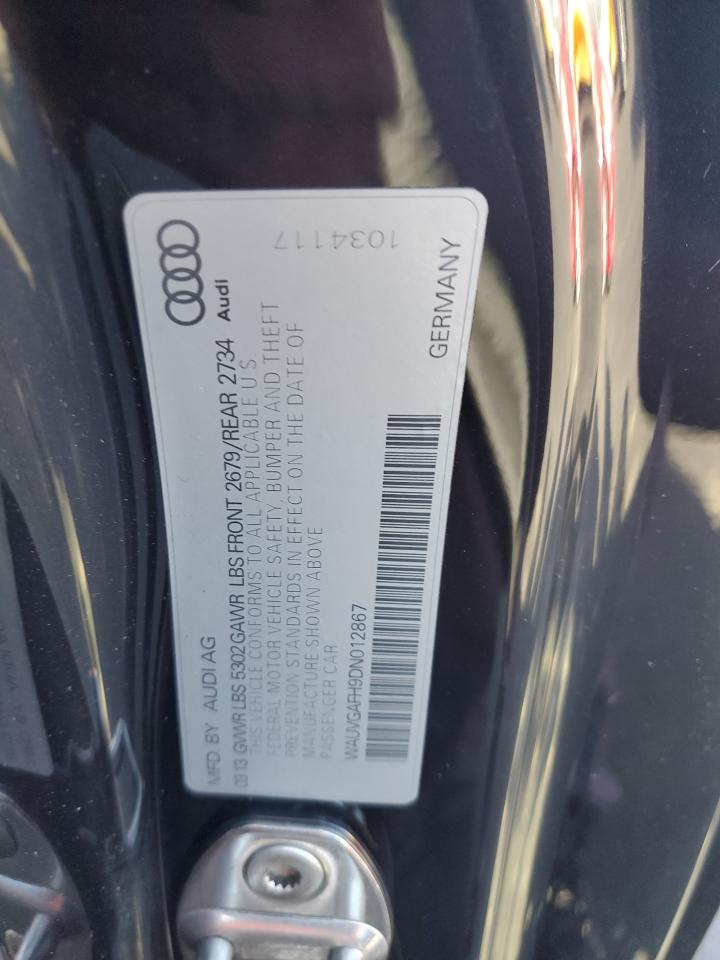 Audi
MFD. BY AUDI AG
03 13 GVWR LBS 5302 GAWR LBS FRONT 2679/REAR 2734
THIS VEHICLE CONFORMS TO ALL APPLICABLE U S
FEDERAL MOTOR VEHICLE SAFETY, BUMPER AND THEFT
PREVENTION STANDARDS IN EFFECT ON THE DATE OF
MANUFACTURE SHOWN ABOVE
PASSENGER CAR
WAUVGAFH9DN012867
GERMANY
1034117